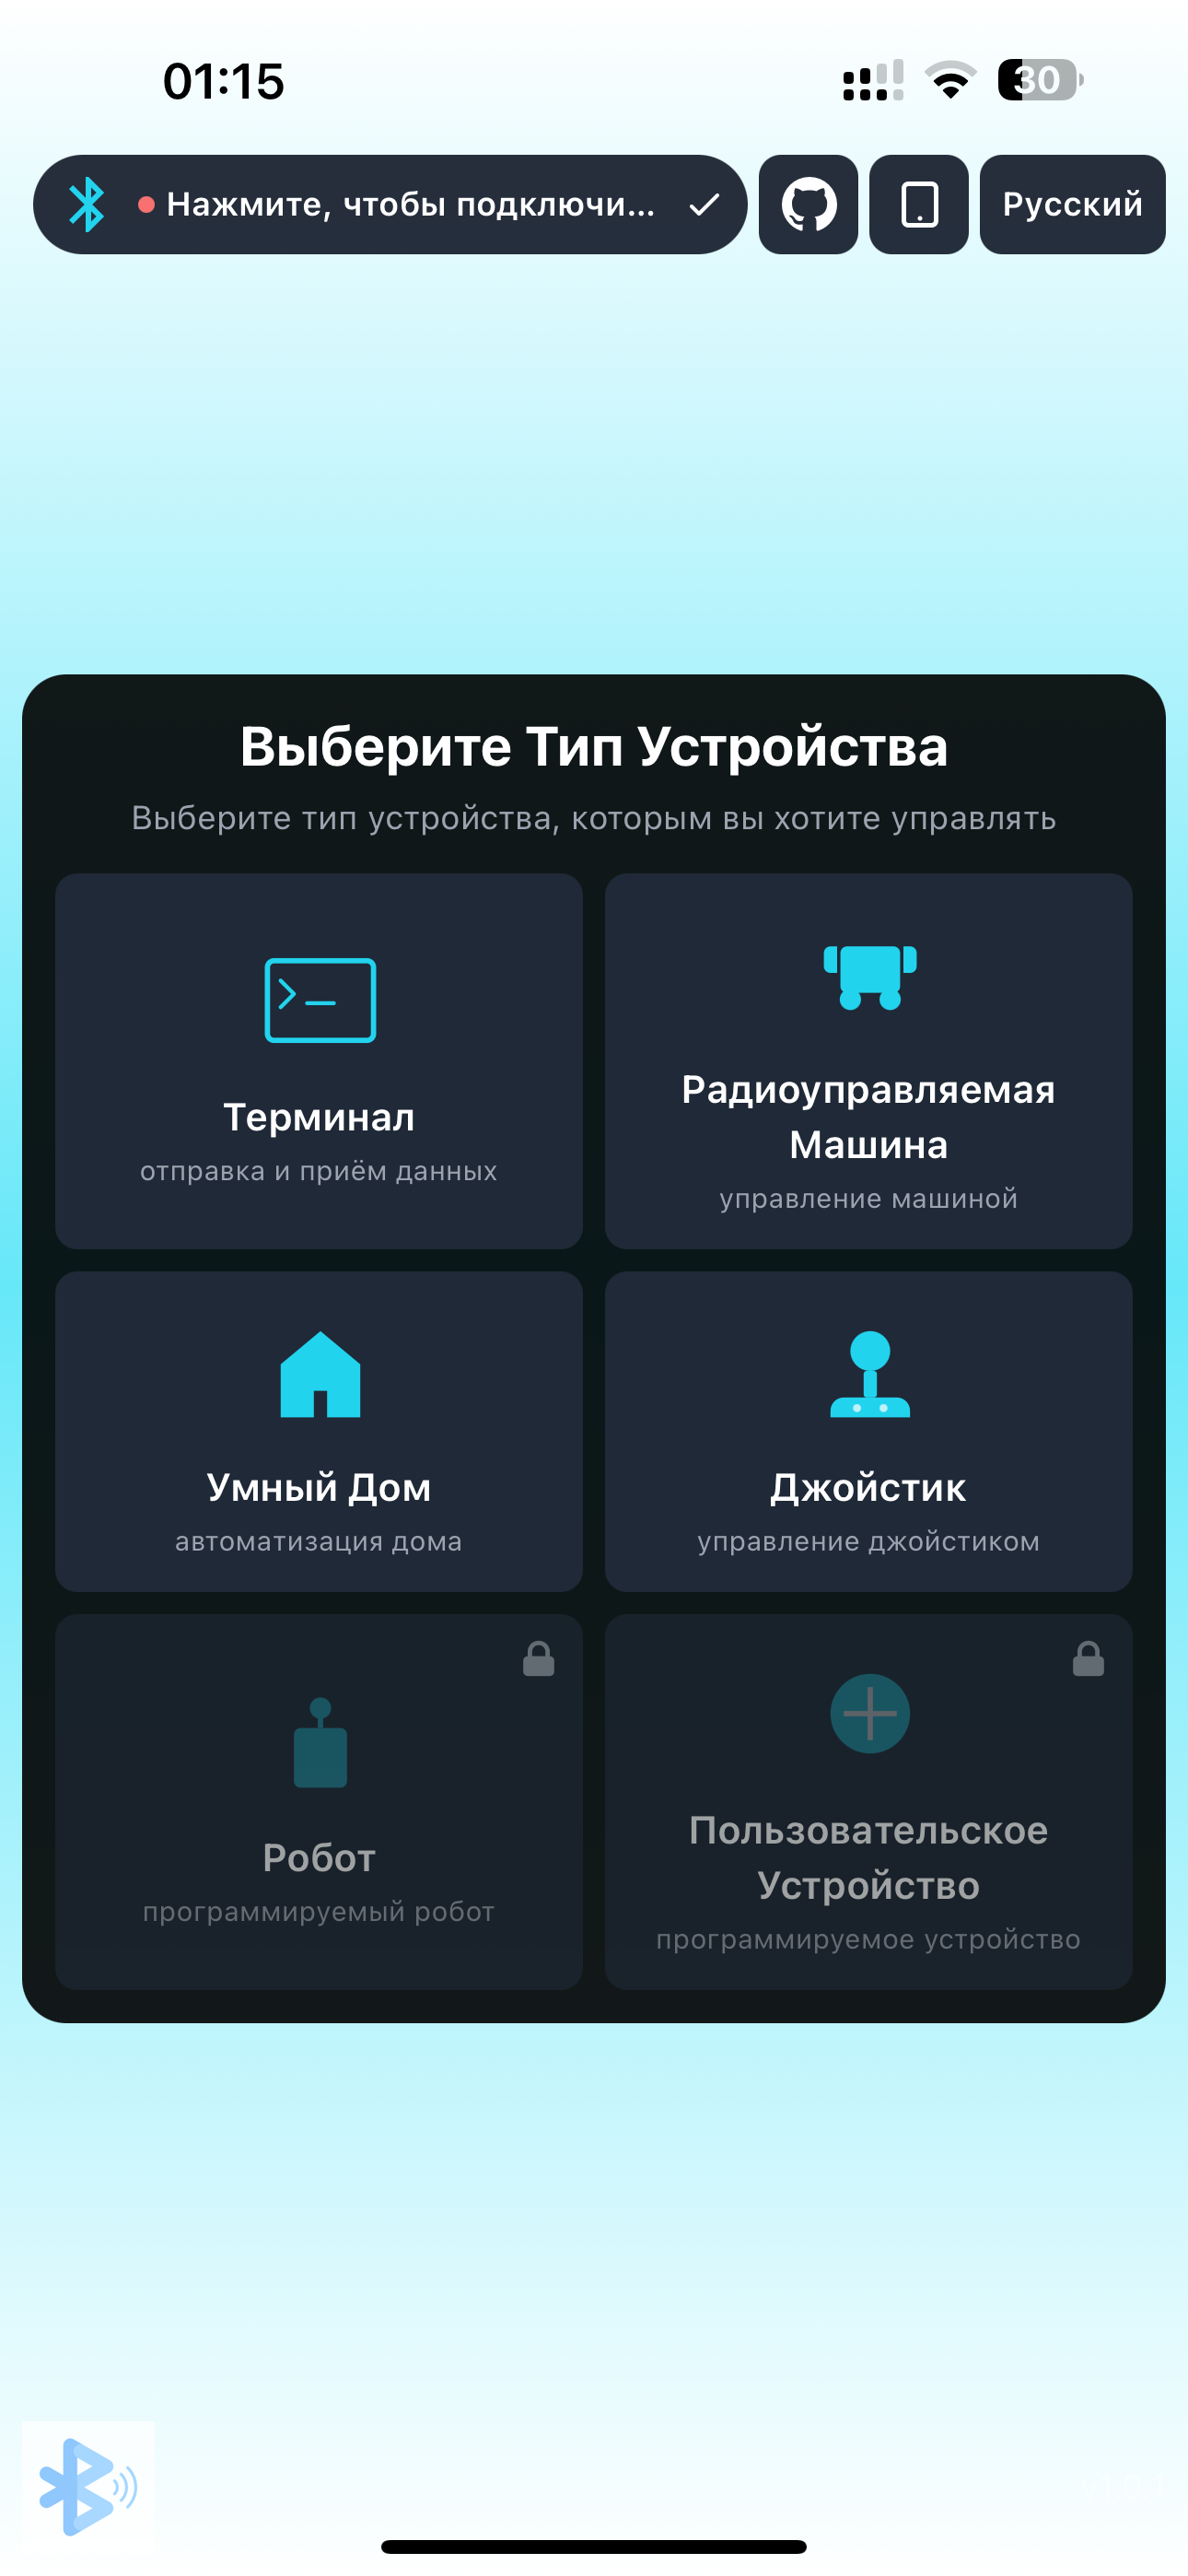 01:15
30
Нажмите, чтобы подключи...
Русский
Выберите Тип Устройства
Выберите тип устройства, которым вы хотите управлять
Терминал
отправка и приём данных
Радиоуправляемая
Машина
управление машиной
Умный Дом
автоматизация дома
Джойстик
управление джойстиком
Робот
программируемый робот
Пользовательское
Устройство
программируемое устройство